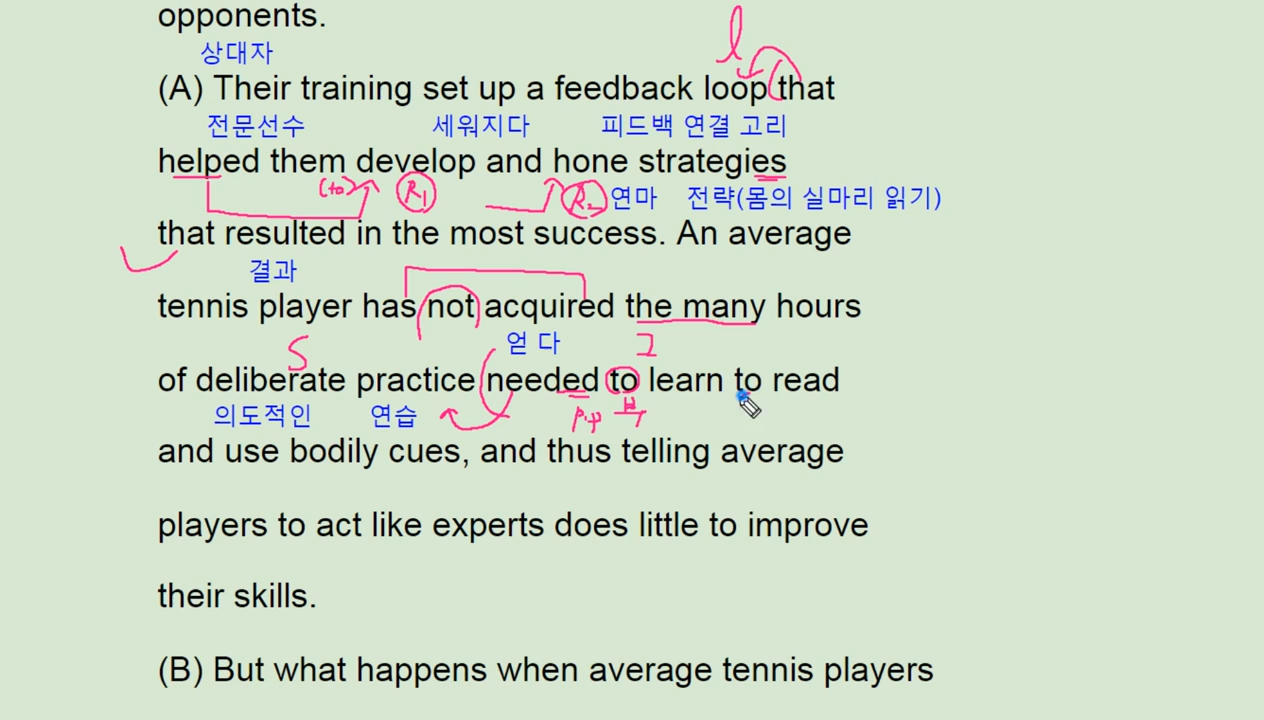 opponents.
상대자
l
(A) Their training set up a feedback loop that
전문선수 세워지다 피드백 연결 고리
helped them develop and hone strategies
(to) R1 R2 연마 전략(몸의 실마리 읽기)
that resulted in the most success. An average
결과
tennis player has not acquired the many hours
S 얻 다
of deliberate practice needed to learn to read
의도적인 연습 p.p
and use bodily cues, and thus telling average
players to act like experts does little to improve
their skills.
(B) But what happens when average tennis players